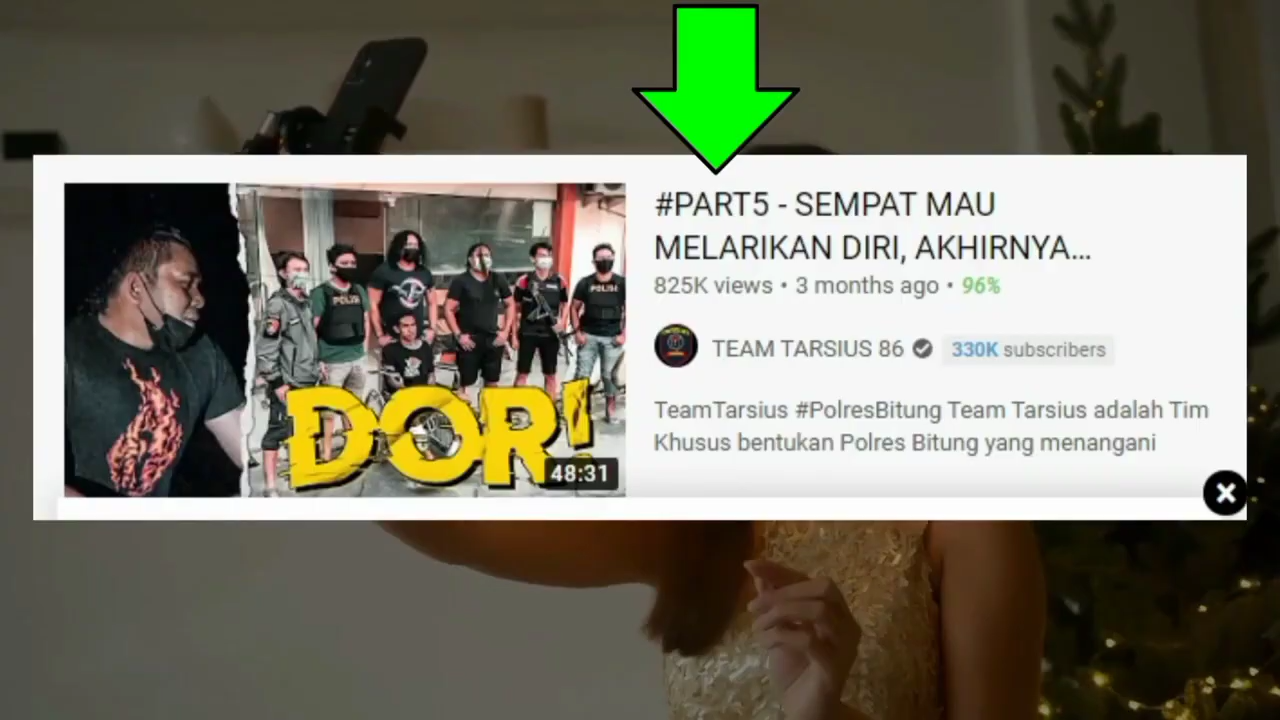 #PART5 - SEMPAT MAU
MELARIKAN DIRI, AKHIRNYA...
825K views • 3 months ago • 96%
TEAM TARSIUS 86
330K subscribers
TeamTarsius #PolresBitung Team Tarsius adalah Tim
Khusus bentukan Polres Bitung yang menangani
POLISI
POLISI
DOR!
48:31